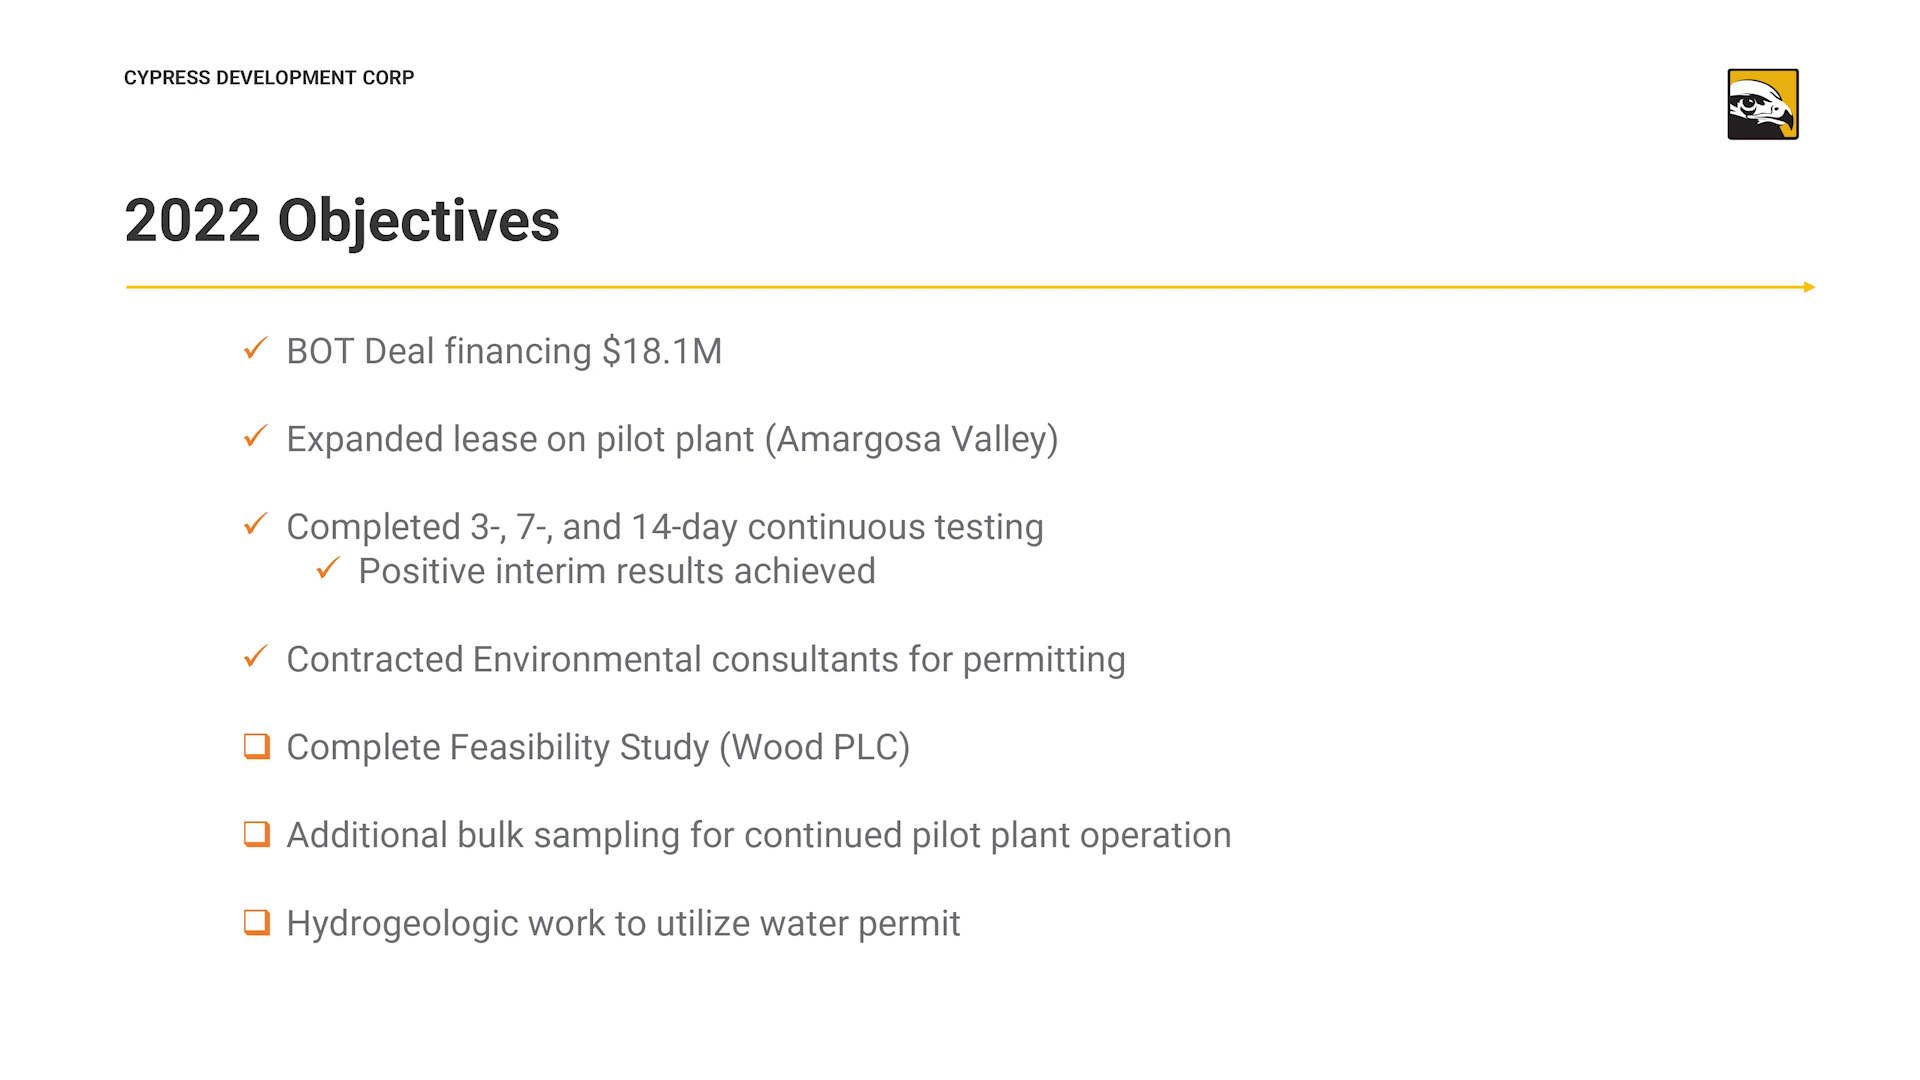 CYPRESS DEVELOPMENT CORP
2022 Objectives
BOT Deal financing $18.1M
Expanded lease on pilot plant (Amargosa Valley)
Completed 3-, 7-, and 14-day continuous testing
Positive interim results achieved
Contracted Environmental consultants for permitting
Complete Feasibility Study (Wood PLC)
Additional bulk sampling for continued pilot plant operation
Hydrogeologic work to utilize water permit